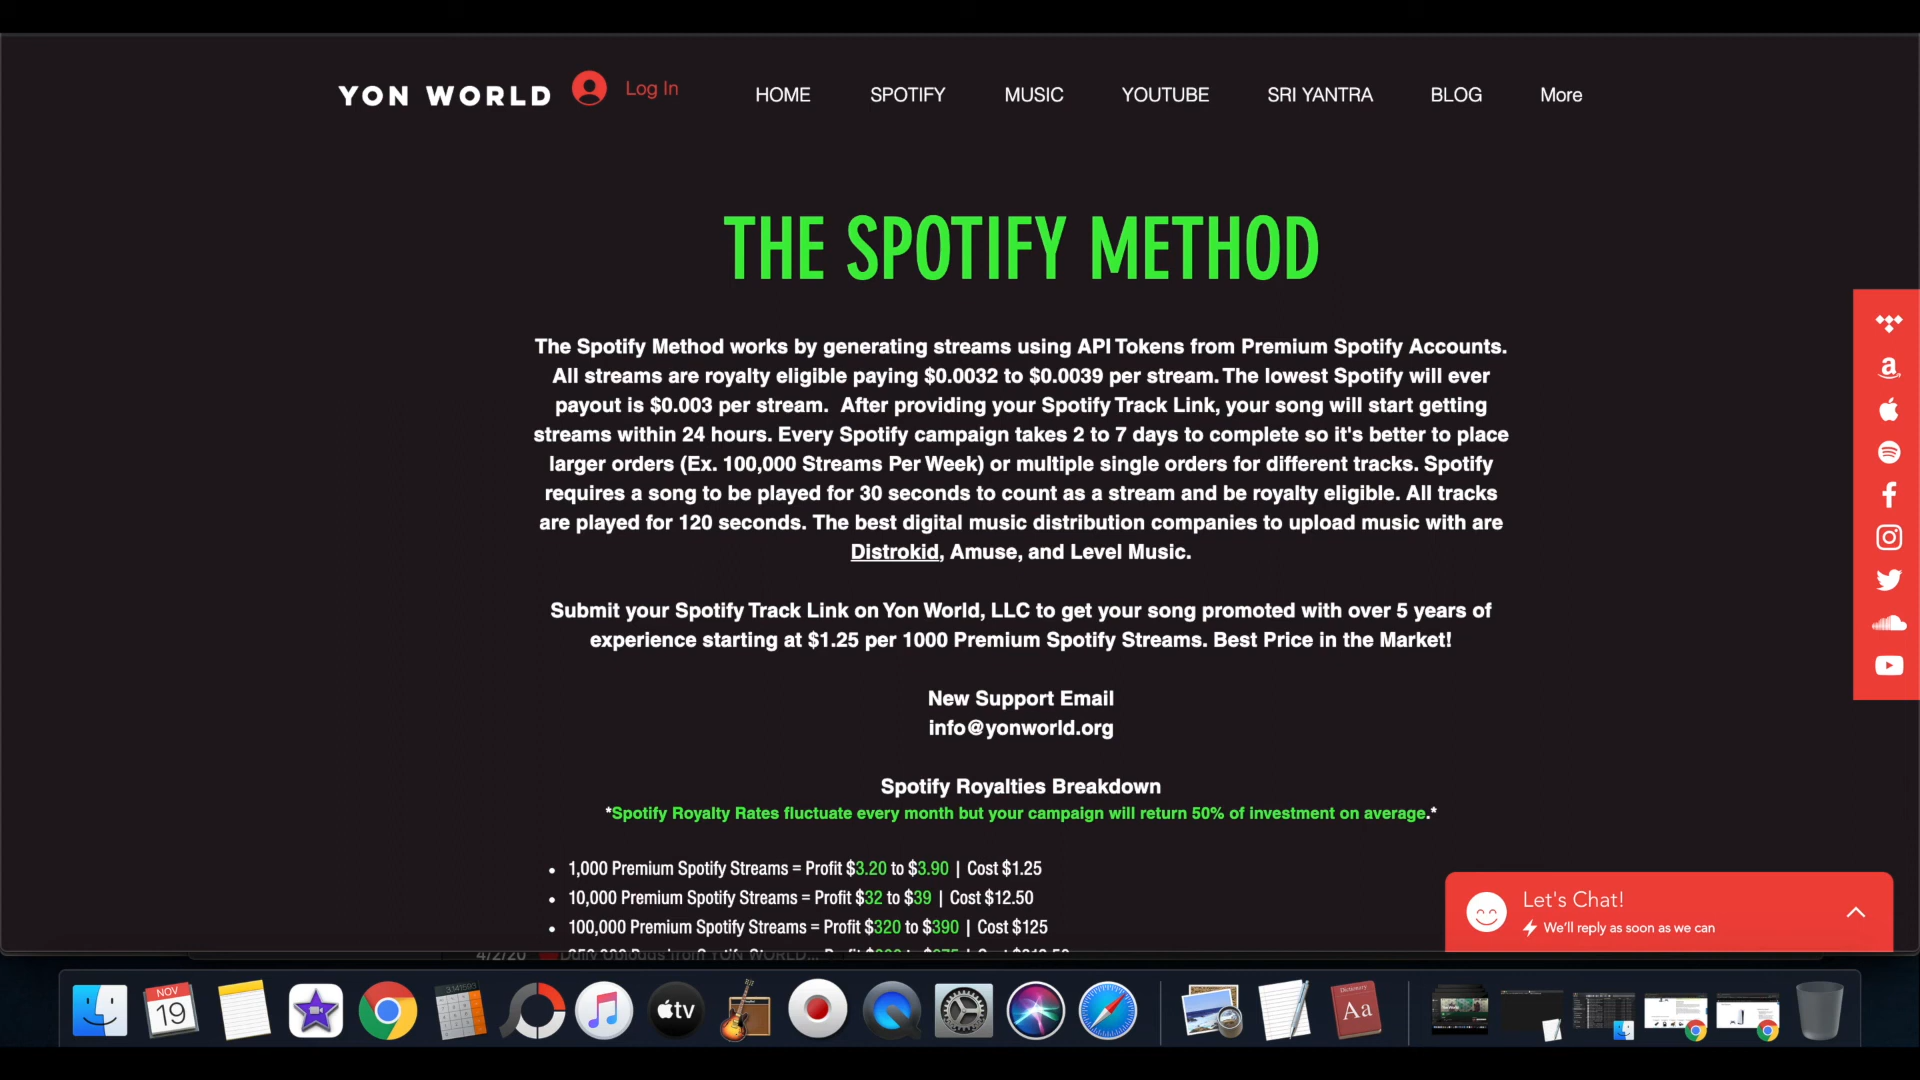 YON WORLD
Log In
HOME
SPOTIFY
MUSIC
YOUTUBE
SRI YANTRA
BLOG
More
THE SPOTIFY METHOD
The Spotify Method works by generating streams using API Tokens from Premium Spotify Accounts.
All streams are royalty eligible paying $0.0032 to $0.0039 per stream. The lowest Spotify will ever
payout is $0.003 per stream.  After providing your Spotify Track Link, your song will start getting
streams within 24 hours. Every Spotify campaign takes 2 to 7 days to complete so it's better to place
larger orders (Ex. 100,000 Streams Per Week) or multiple single orders for different tracks. Spotify
requires a song to be played for 30 seconds to count as a stream and be royalty eligible. All tracks
are played for 120 seconds. The best digital music distribution companies to upload music with are
Distrokid, Amuse, and Level Music.
Submit your Spotify Track Link on Yon World, LLC to get your song promoted with over 5 years of
experience starting at $1.25 per 1000 Premium Spotify Streams. Best Price in the Market!
New Support Email
info@yonworld.org
Spotify Royalties Breakdown
*Spotify Royalty Rates fluctuate every month but your campaign will return 50% of investment on average.*
• 1,000 Premium Spotify Streams = Profit $3.20 to $3.90 | Cost $1.25
• 10,000 Premium Spotify Streams = Profit $32 to $39 | Cost $12.50
• 100,000 Premium Spotify Streams = Profit $320 to $390 | Cost $125
Let's Chat!
We'll reply as soon as we can
4/2/20
Daily Uploads from YON WORLD...
NOV
19
tv
Dictionary
Aa